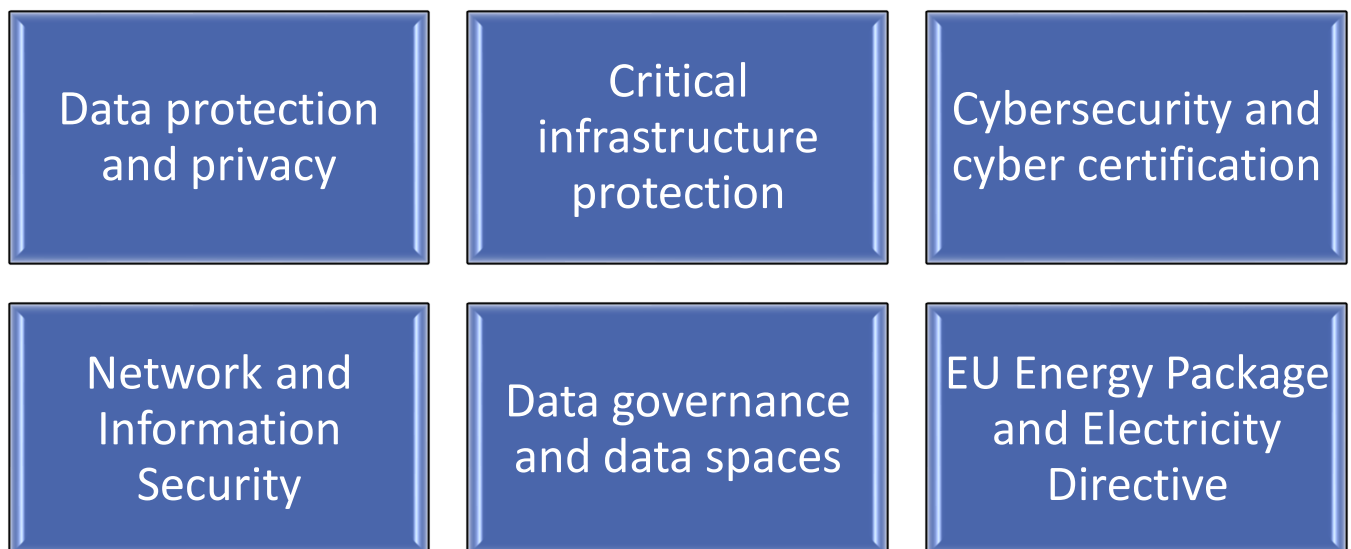 Data protection
and privacy
Critical
infrastructure
protection
Cybersecurity and
cyber certification
Network and
Information
Security
Data governance
and data spaces
EU Energy Package
and Electricity
Directive